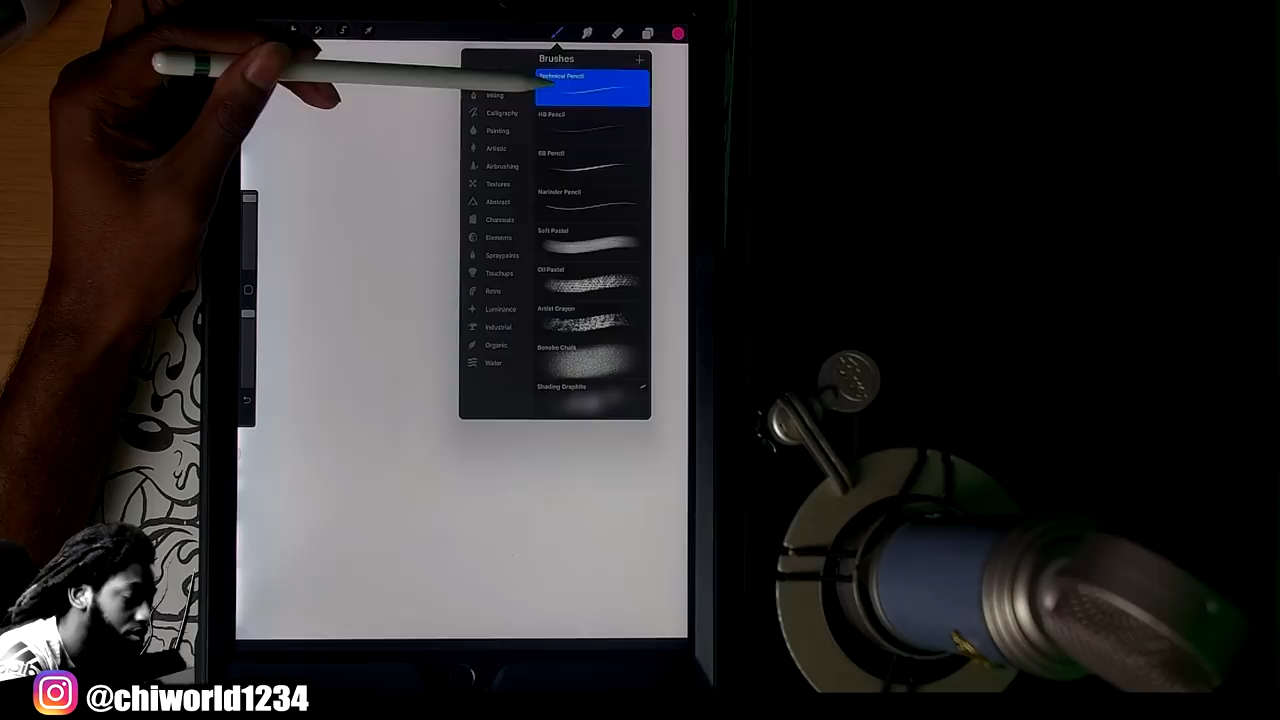 Brushes
Technical Pencil
Inking
HB Pencil
Calligraphy
Painting
6B Pencil
Artistic
Airbrushing
Textures
Narinder Pencil
Abstract
Charcoals
Soft Pastel
Elements
Spraypaints
Oil Pastel
Touchups
Retro
Artist Crayon
Luminance
Industrial
Organic
Bonobo Chalk
Water
Shading Graphite
@chiworld1234